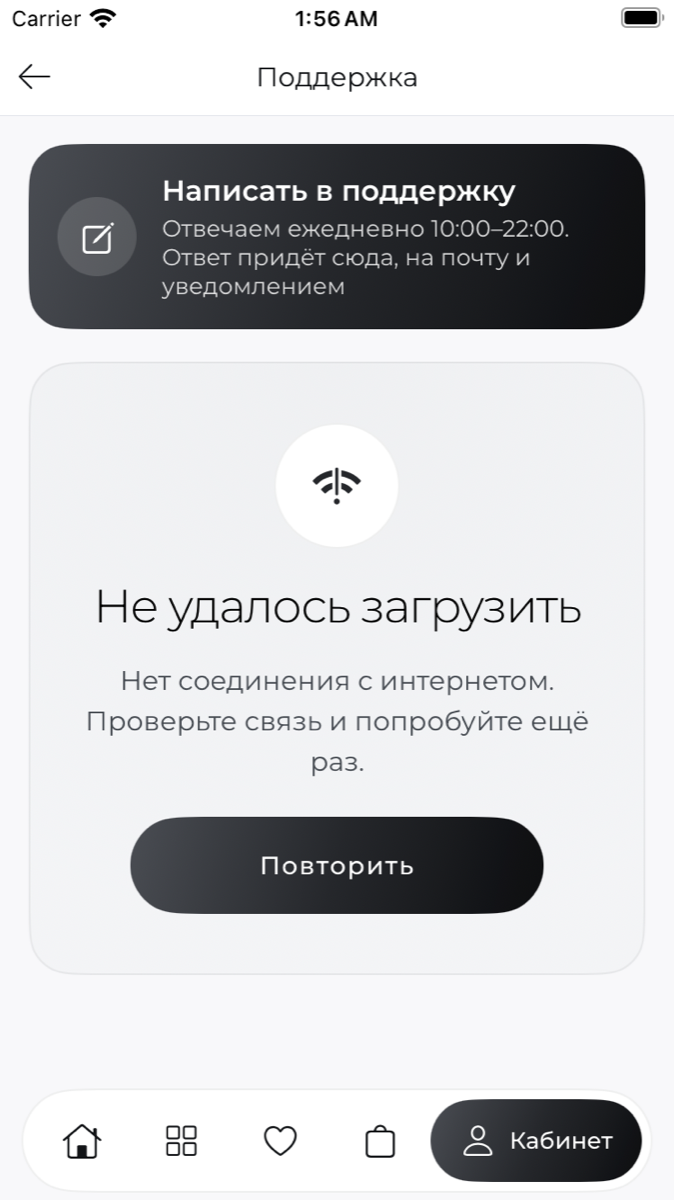 Carrier 1:56 AM
Поддержка
Написать в поддержку
Отвечаем ежедневно 10:00–22:00.
Ответ придёт сюда, на почту и
уведомлением
Не удалось загрузить
Нет соединения с интернетом.
Проверьте связь и попробуйте ещё
раз.
Повторить
Кабинет